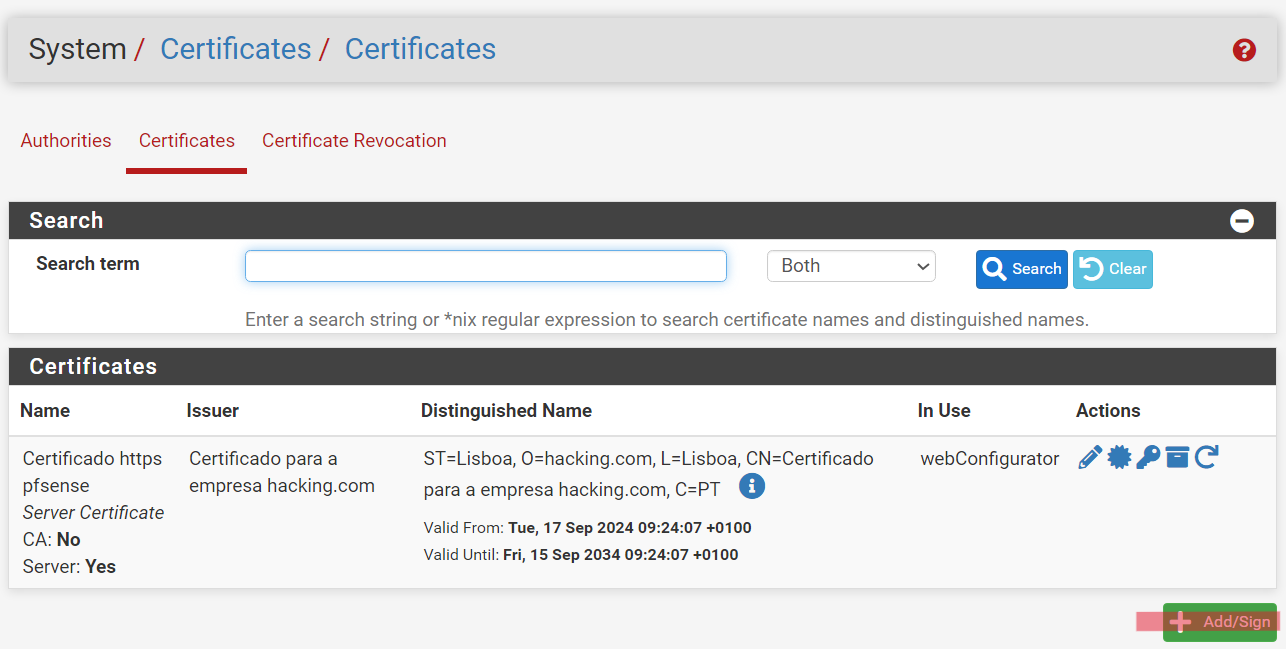 System / Certificates / Certificates
Authorities Certificates Certificate Revocation
Search
Search term Both Search Clear
Enter a search string or *nix regular expression to search certificate names and distinguished names.
Certificates
Name Issuer Distinguished Name In Use Actions
Certificado https
pfsense
Server Certificate
CA: No
Server: Yes
Certificado para a
empresa hacking.com
ST=Lisboa, O=hacking.com, L=Lisboa, CN=Certificado
para a empresa hacking.com, C=PT
Valid From: Tue, 17 Sep 2024 09:24:07 +0100
Valid Until: Fri, 15 Sep 2034 09:24:07 +0100
webConfigurator
Add/Sign